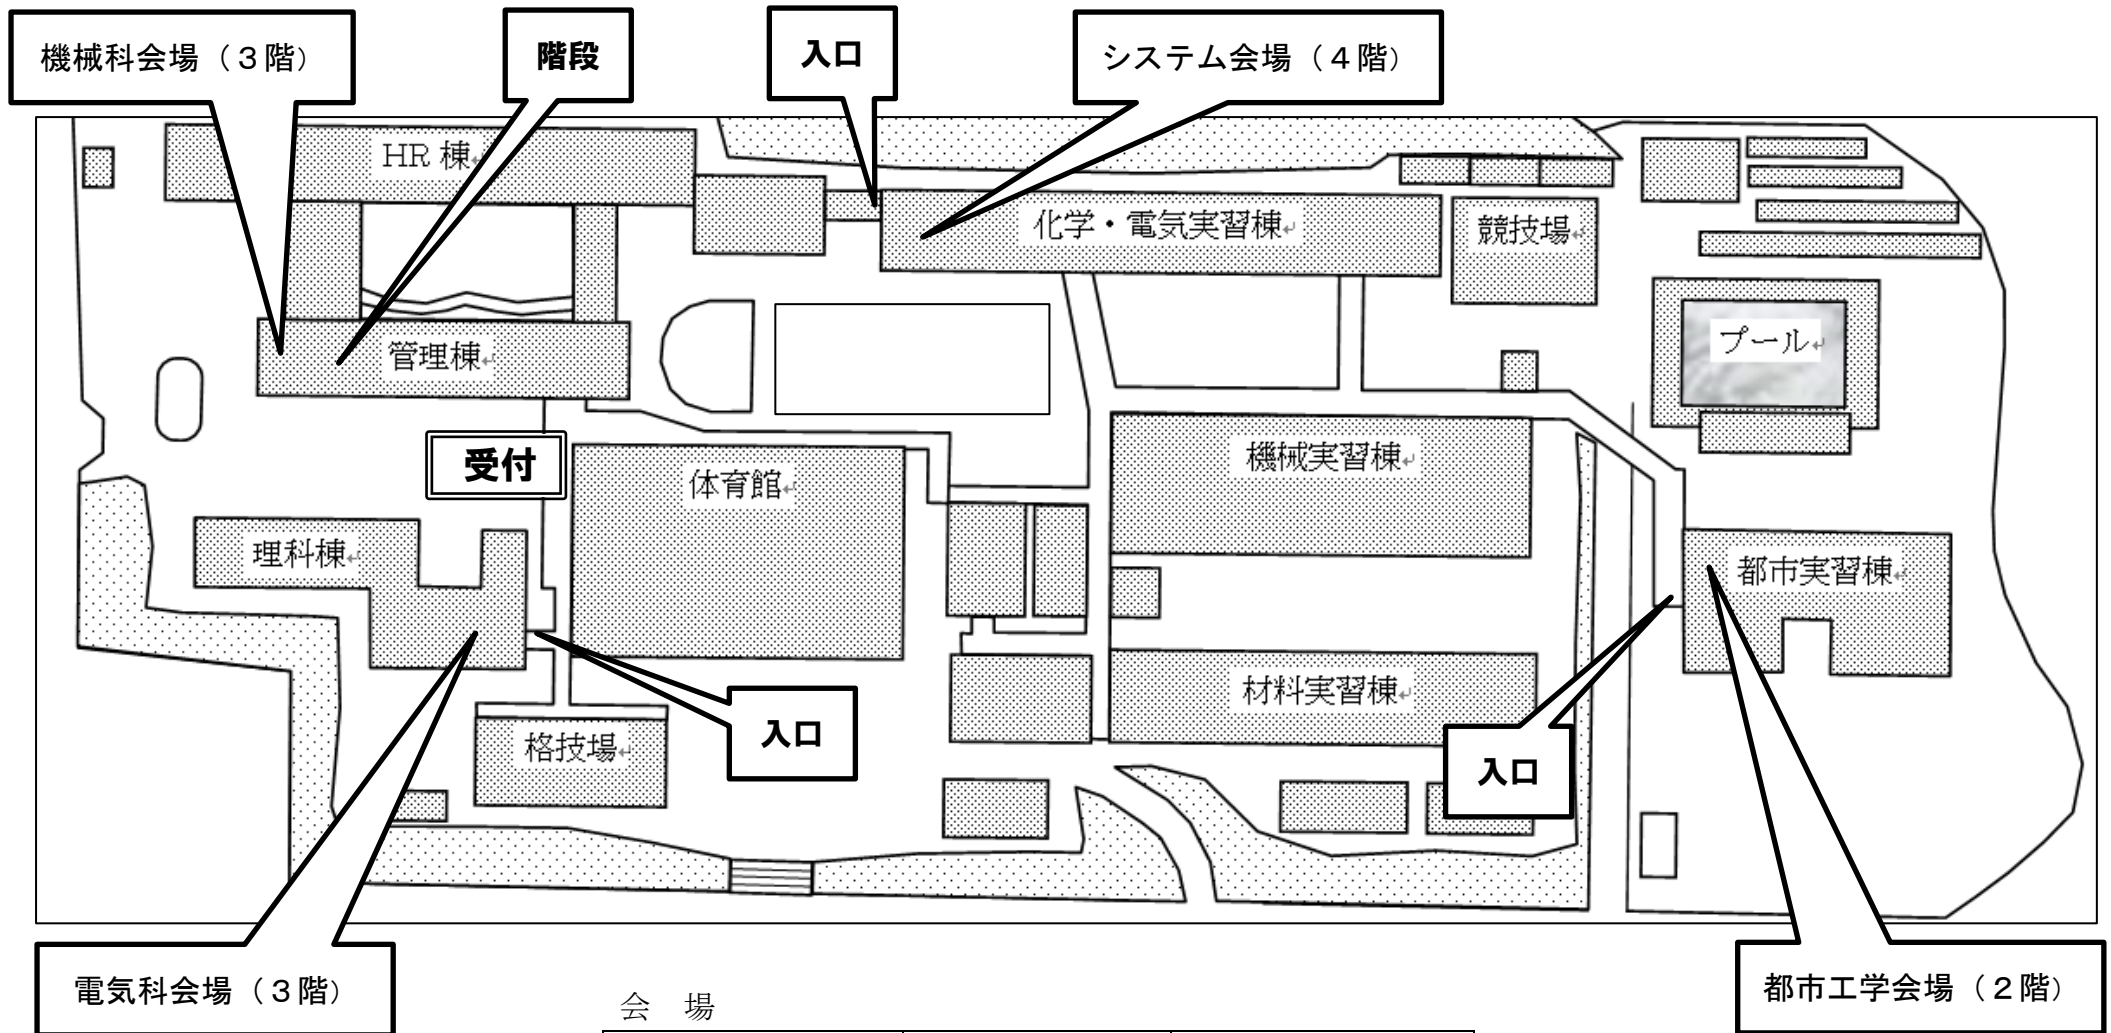 機械科会場（３階）
階段
入口
システム会場（４階）
HR 棟
化学・電気実習棟
競技場
管理棟
プール
受付
体育館
機械実習棟
理科棟
都市実習棟
材料実習棟
入口
格技場
入口
電気科会場（３階）
都市工学会場（２階）
会　場